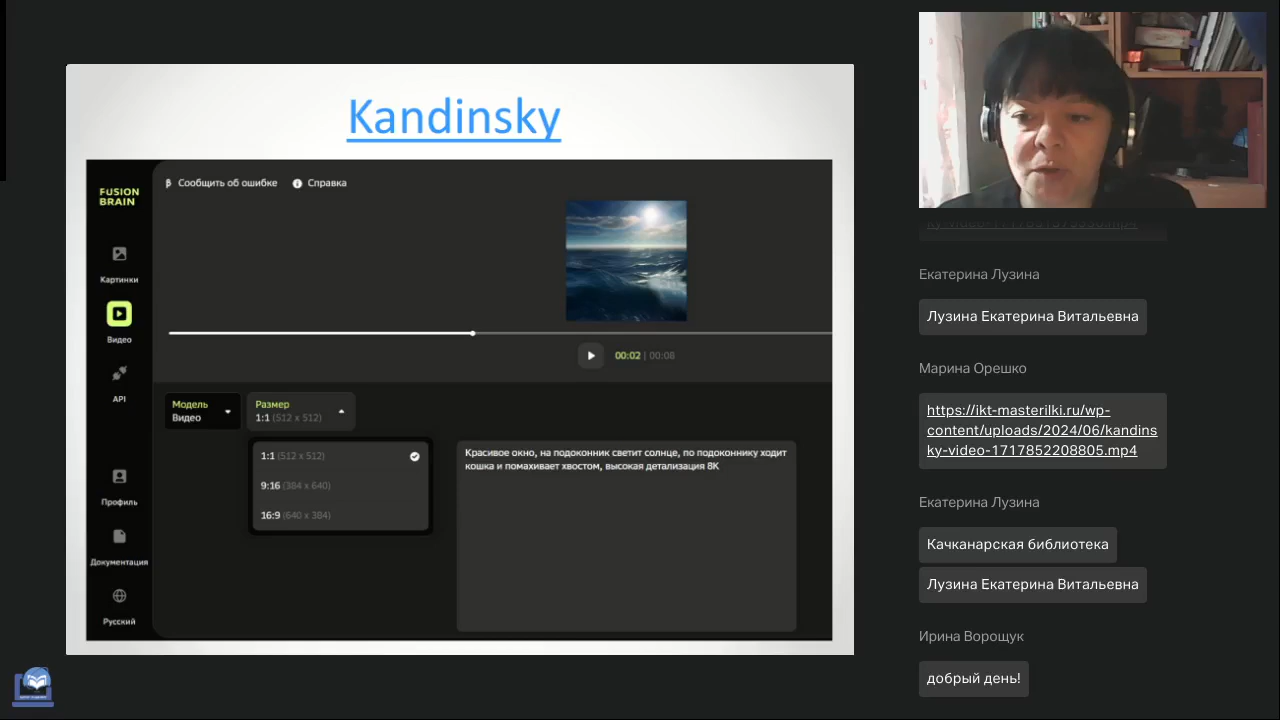 Kandinsky
FUSION
BRAIN
Сообщить об ошибке
Справка
Картинки
Видео
API
Профиль
Документация
Русский
00:02 | 00:08
Модель
Видео
Размер
1:1 (512 x 512)
1:1 (512 x 512)
9:16 (384 x 640)
16:9 (640 x 384)
Красивое окно, на подоконник светит солнце, по подоконнику ходит
кошка и помахивает хвостом, высокая детализация 8K
Екатерина Лузина
Лузина Екатерина Витальевна
Марина Орешко
https://ikt-masterilki.ru/wp-
content/uploads/2024/06/kandins
ky-video-1717852208805.mp4
Екатерина Лузина
Качканарская библиотека
Лузина Екатерина Витальевна
Ирина Ворощук
добрый день!